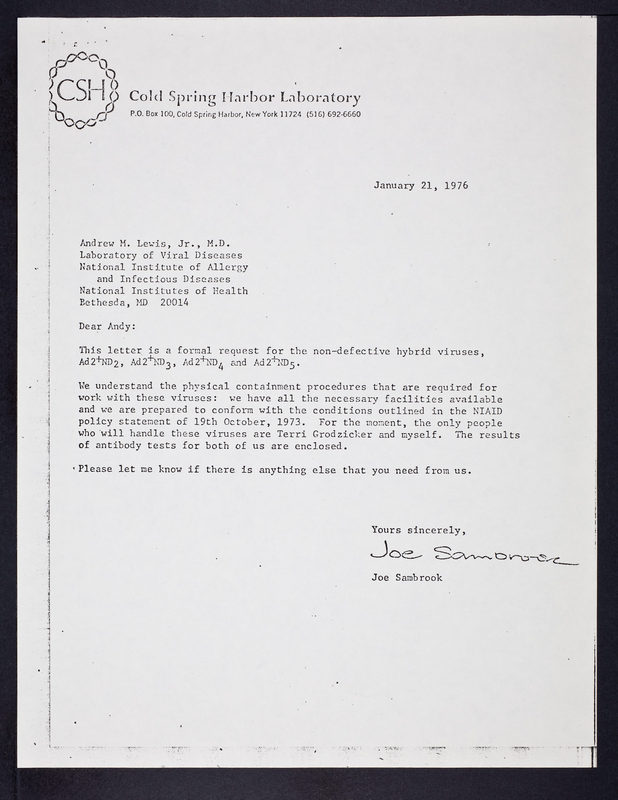 CSH
Cold Spring Harbor Laboratory
P.O. Box 100, Cold Spring Harbor, New York 11724 (516) 692-6660
January 21, 1976
Andrew M. Lewis, Jr., M.D.
Laboratory of Viral Diseases
National Institute of Allergy
and Infectious Diseases
National Institutes of Health
Bethesda, MD 20014
Dear Andy:
This letter is a formal request for the non-defective hybrid viruses,
Ad2⁺ND₂, Ad2⁺ND₃, Ad2⁺ND₄ and Ad2⁺ND₅.
We understand the physical containment procedures that are required for
work with these viruses: we have all the necessary facilities available
and we are prepared to conform with the conditions outlined in the NIAID
policy statement of 19th October, 1973. For the moment, the only people
who will handle these viruses are Terri Grodzicker and myself. The results
of antibody tests for both of us are enclosed.
Please let me know if there is anything else that you need from us.
Yours sincerely,
Joe Sambrook
Joe Sambrook